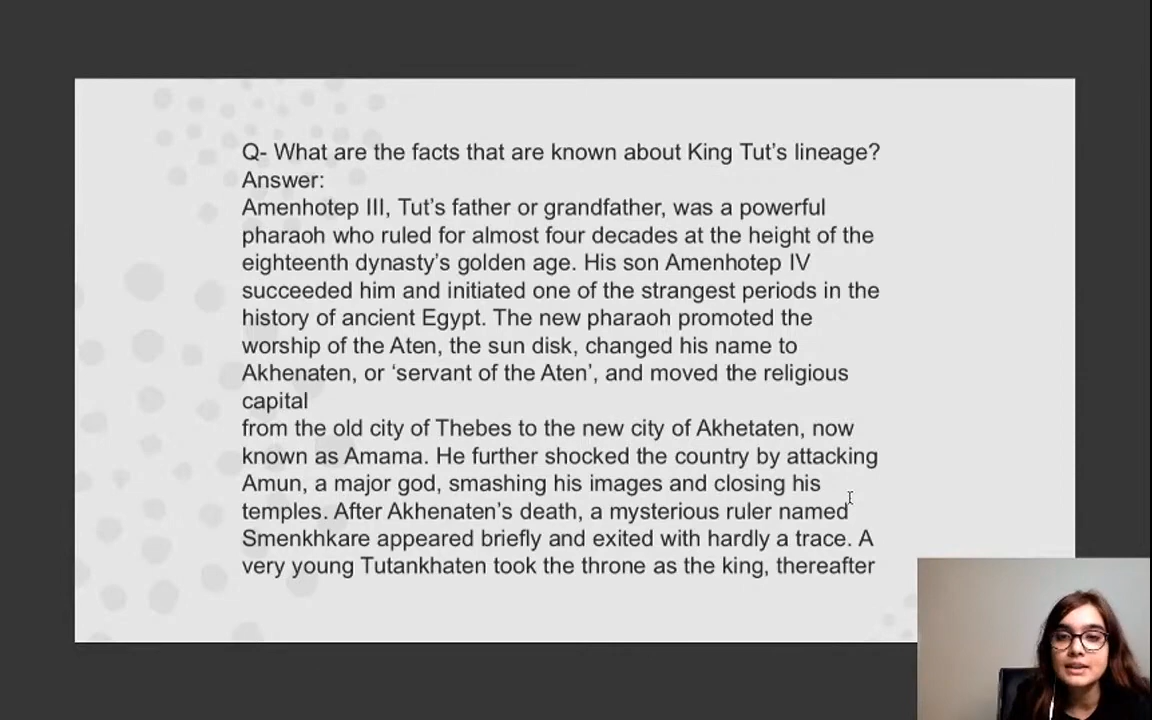 Q- What are the facts that are known about King Tut's lineage?
Answer:
Amenhotep III, Tut's father or grandfather, was a powerful
pharaoh who ruled for almost four decades at the height of the
eighteenth dynasty's golden age. His son Amenhotep IV
succeeded him and initiated one of the strangest periods in the
history of ancient Egypt. The new pharaoh promoted the
worship of the Aten, the sun disk, changed his name to
Akhenaten, or 'servant of the Aten', and moved the religious
capital
from the old city of Thebes to the new city of Akhetaten, now
known as Amama. He further shocked the country by attacking
Amun, a major god, smashing his images and closing his
temples. After Akhenaten's death, a mysterious ruler named
Smenkhkare appeared briefly and exited with hardly a trace. A
very young Tutankhaten took the throne as the king, thereafter